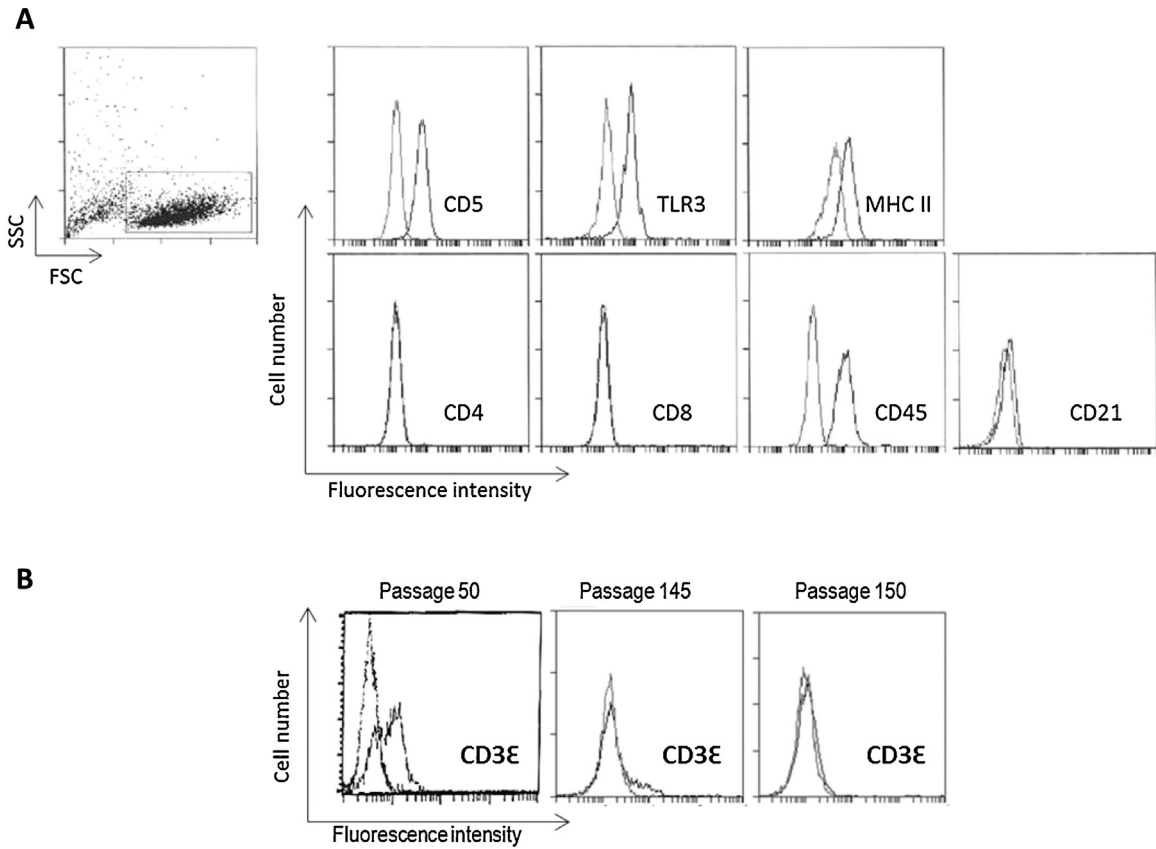 A
SSC
FSC
CD5
TLR3
MHC II
Cell number
CD4
CD8
CD45
CD21
Fluorescence intensity
B
Passage 50
Passage 145
Passage 150
Cell number
CD3Ɛ
CD3Ɛ
CD3Ɛ
Fluorescence intensity